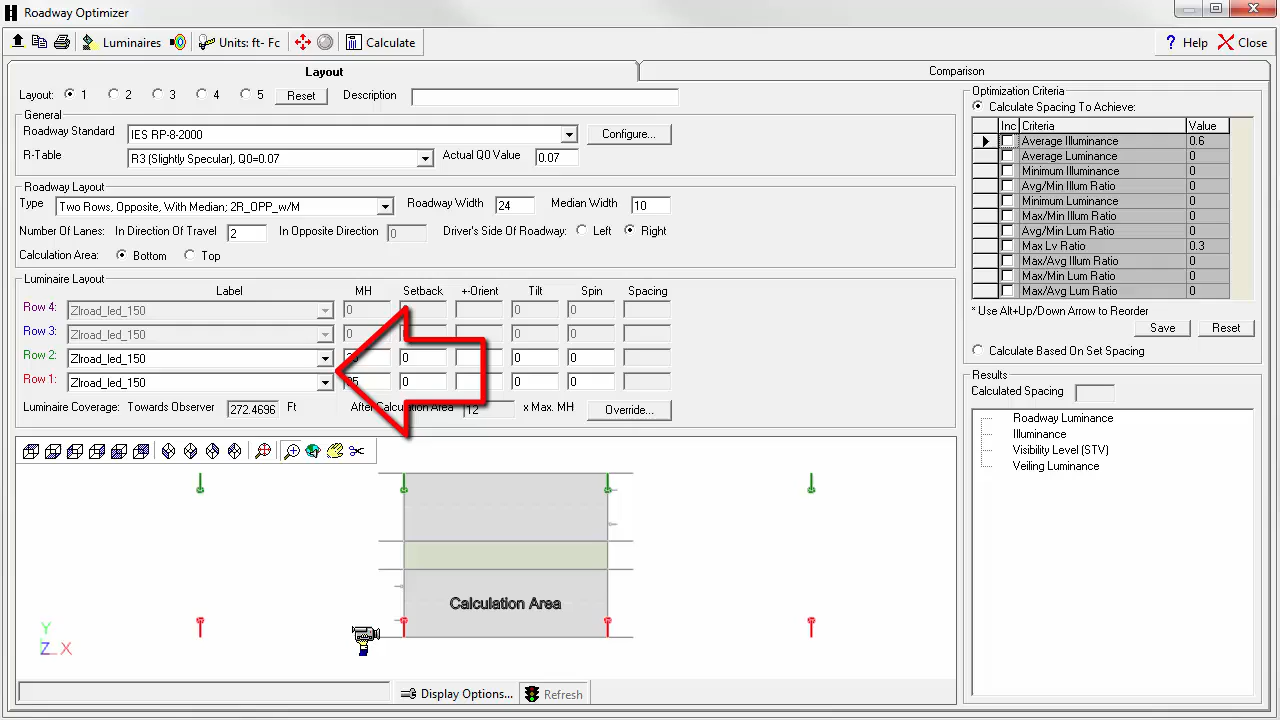 Roadway Optimizer
Luminaires Units: ft- Fc Calculate Help Close
Layout Comparison
Layout: 1 2 3 4 5 Reset Description
General
Roadway Standard IES RP-8-2000 Configure...
R-Table R3 (Slightly Specular), Q0=0.07 Actual Q0 Value 0.07
Roadway Layout
Type Two Rows, Opposite, With Median; 2R_OPP_w/M Roadway Width 24 Median Width 10
Number Of Lanes: In Direction Of Travel 2 In Opposite Direction 0 Driver's Side Of Roadway: Left Right
Calculation Area: Bottom Top
Luminaire Layout
Label MH Setback +-Orient Tilt Spin Spacing
Row 4: Zlroad_led_150 0 0 0 0 0
Row 3: Zlroad_led_150 0 0 0
Row 2: Zlroad_led_150 0 0 0
Row 1: Zlroad_led_150 0 0 0
Luminaire Coverage: Towards Observer 272.4696 Ft After Calculation Area 12 x Max. MH Override...
Calculation Area
Y
Z X
Display Options... Refresh
Optimization Criteria
Calculate Spacing To Achieve:
Inc Criteria Value
Average Illuminance 0.6
Average Luminance 0
Minimum Illuminance 0
Avg/Min Illum Ratio 0
Minimum Luminance 0
Max/Min Illum Ratio 0
Avg/Min Lum Ratio 0
Max Lv Ratio 0.3
Max/Avg Illum Ratio 0
Max/Min Lum Ratio 0
Max/Avg Lum Ratio 0
* Use Alt+Up/Down Arrow to Reorder
Save Reset
Calculate Based On Set Spacing
Results
Calculated Spacing
Roadway Luminance
Illuminance
Visibility Level (STV)
Veiling Luminance